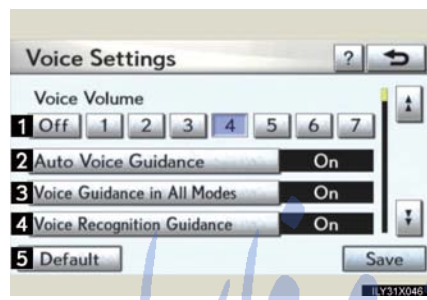 Voice Settings ?
Voice Volume
1 Off 1 2 3 4 5 6 7
2 Auto Voice Guidance On
3 Voice Guidance in All Modes On
4 Voice Recognition Guidance On
5 Default Save
ILY31X046